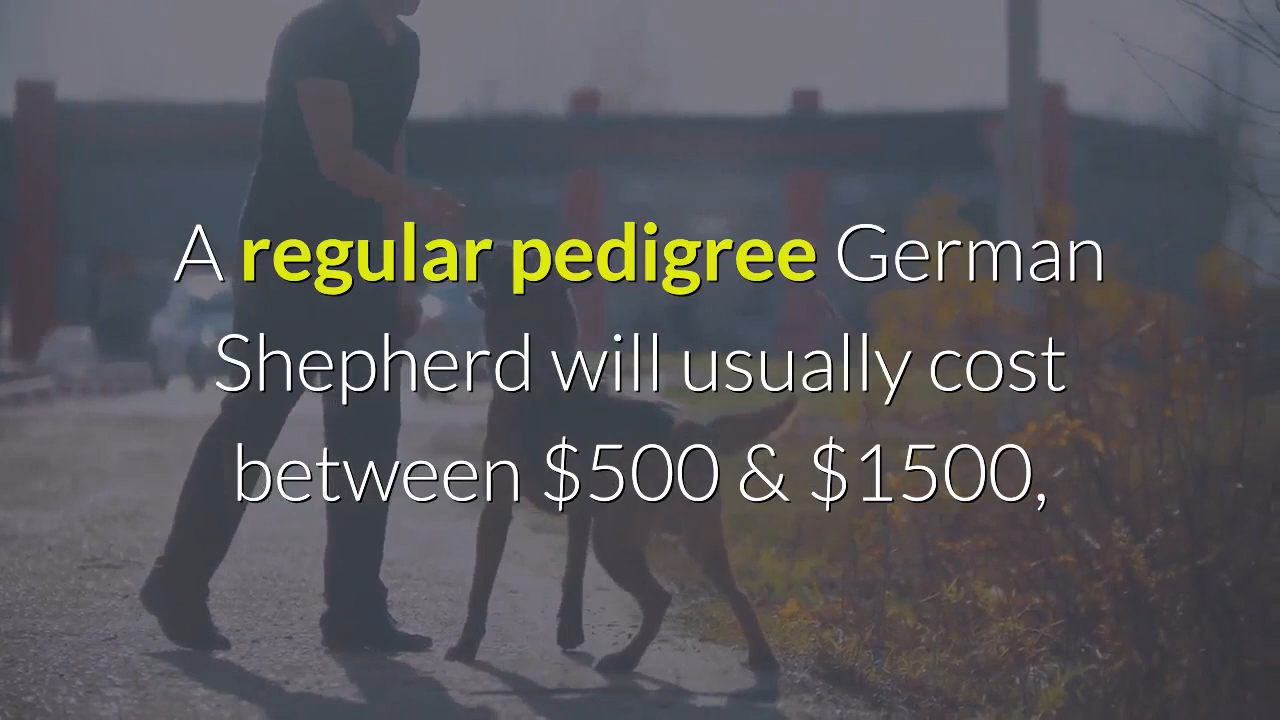 A regular pedigree German
Shepherd will usually cost
between $500 & $1500,